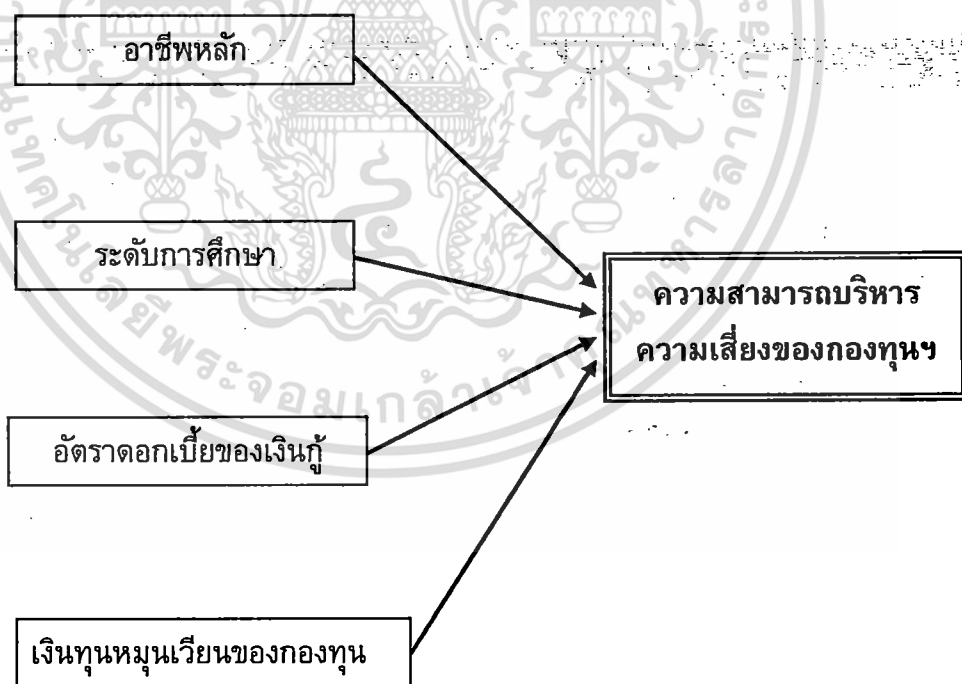 อาชีพหลัก
ระดับการศึกษา
ความสามารถบริหาร
ความเสี่ยงของกองทุนฯ
อัตราดอกเบี้ยของเงินกู้
เงินทุนหมุนเวียนของกองทุน